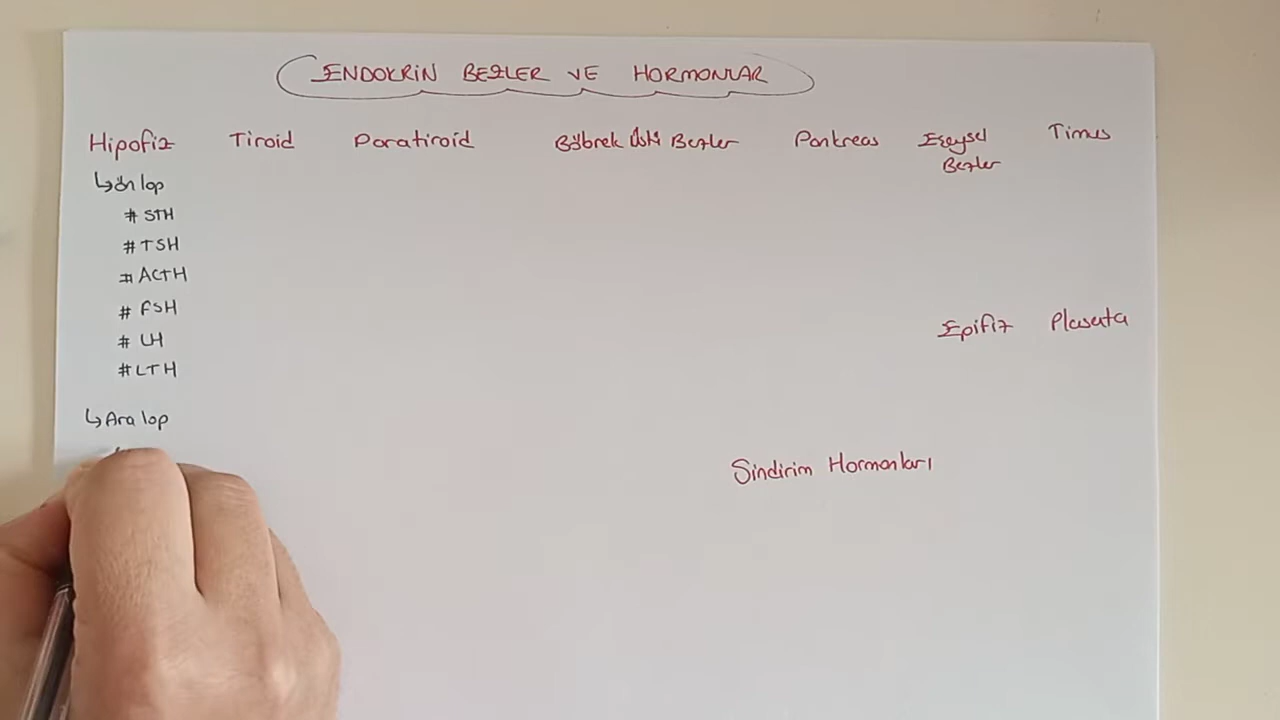 ENDOKRİN BEZLER VE HORMONLAR
Hipofiz Tiroid Paratiroid Böbrek Üstü Bezler Pankreas Eşeysel Bezler Timus
↳ Ön lop
# STH
# TSH
# ACTH
# FSH
# LH
# LTH
Epifiz Plasenta
↳ Ara lop
Sindirim Hormonları